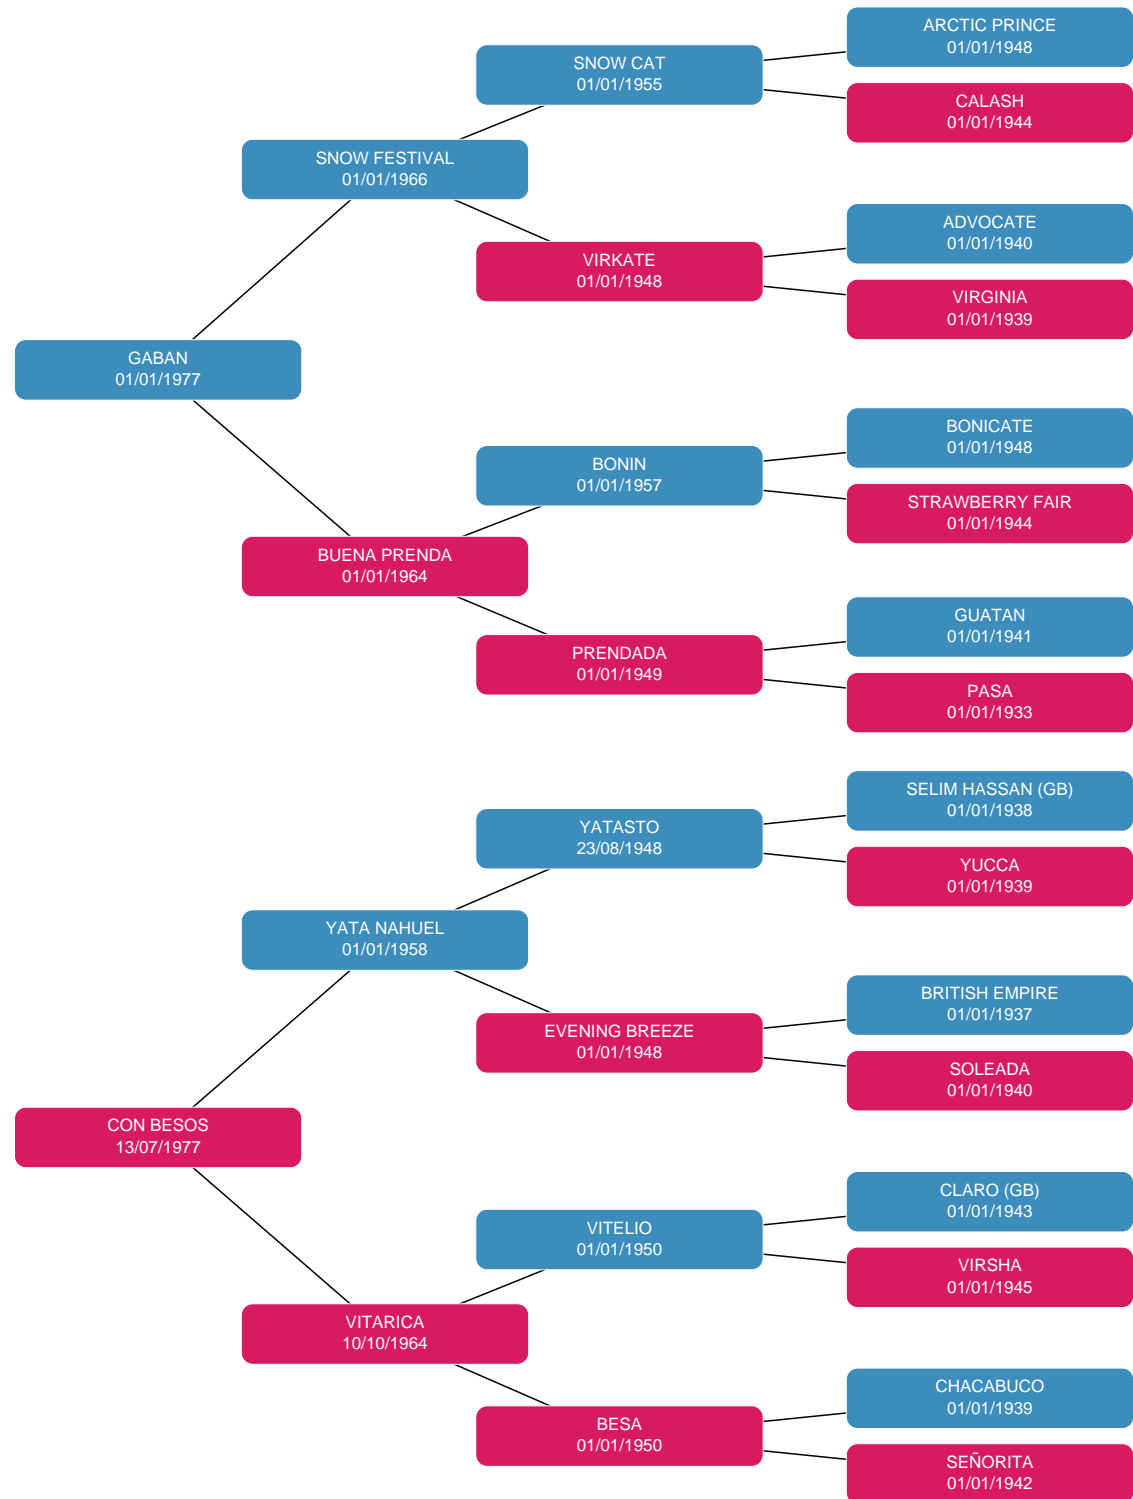 ARCTIC PRINCE
01/01/1948
SNOW CAT
01/01/1955
CALASH
01/01/1944
SNOW FESTIVAL
01/01/1966
ADVOCATE
01/01/1940
VIRKATE
01/01/1948
VIRGINIA
01/01/1939
GABAN
01/01/1977
BONICATE
01/01/1948
BONIN
01/01/1957
STRAWBERRY FAIR
01/01/1944
BUENA PRENDA
01/01/1964
GUATAN
01/01/1941
PRENDADA
01/01/1949
PASA
01/01/1933
SELIM HASSAN (GB)
01/01/1938
YATASTO
23/08/1948
YUCCA
01/01/1939
YATA NAHUEL
01/01/1958
BRITISH EMPIRE
01/01/1937
EVENING BREEZE
01/01/1948
SOLEADA
01/01/1940
CON BESOS
13/07/1977
CLARO (GB)
01/01/1943
VITELIO
01/01/1950
VIRSHA
01/01/1945
VITARICA
10/10/1964
CHACABUCO
01/01/1939
BESA
01/01/1950
SEÑORITA
01/01/1942